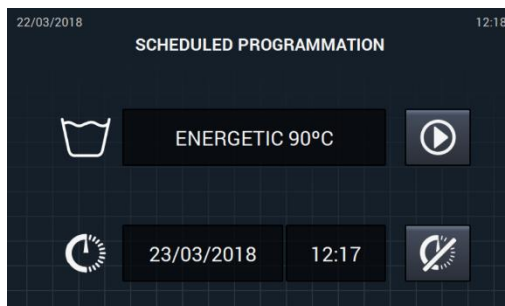 22/03/2018 12:18
SCHEDULED PROGRAMMATION
ENERGETIC 90ºC
23/03/2018 12:17